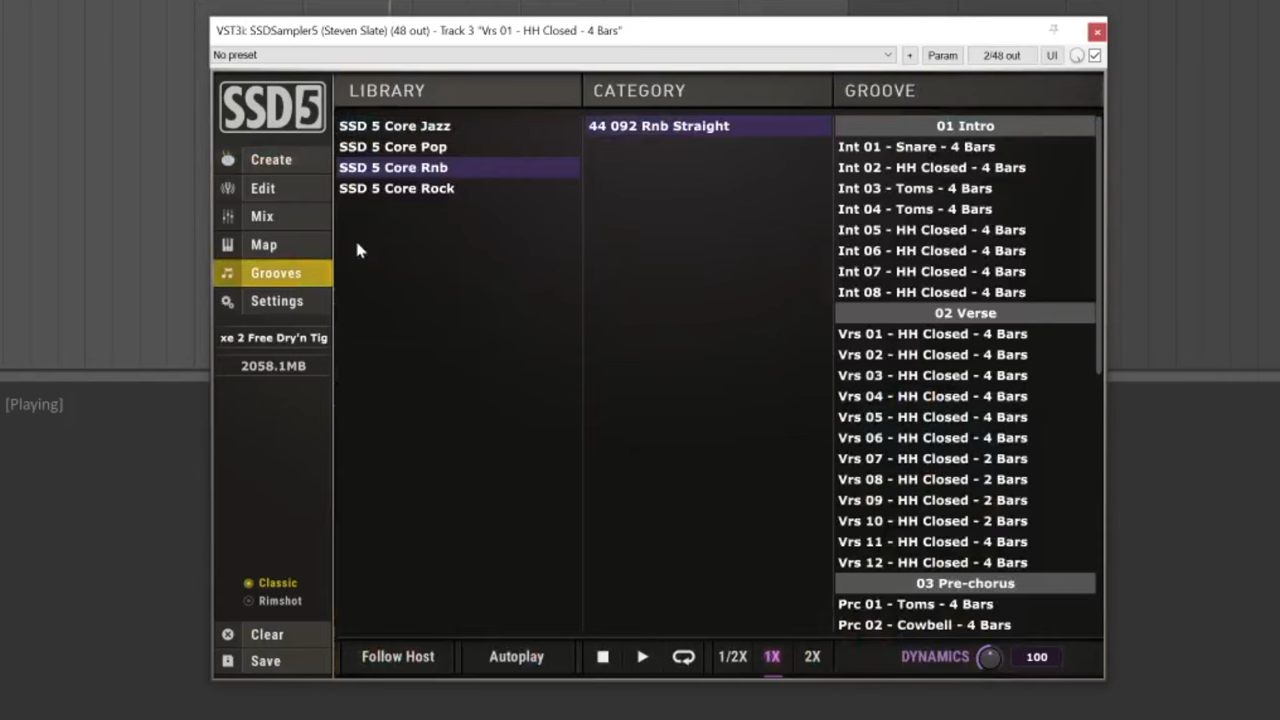 VST3i: SSDSampler5 (Steven Slate) (48 out) - Track 3 "Vrs 01 - HH Closed - 4 Bars"
No preset
+
Param
2/48 out
UI
SSD5
LIBRARY
CATEGORY
GROOVE
Create
Edit
Mix
Map
Grooves
Settings
xe 2 Free Dry'n Tig
2058.1MB
Classic
Rimshot
Clear
Save
SSD 5 Core Jazz
SSD 5 Core Pop
SSD 5 Core Rnb
SSD 5 Core Rock
44 092 Rnb Straight
01 Intro
Int 01 - Snare - 4 Bars
Int 02 - HH Closed - 4 Bars
Int 03 - Toms - 4 Bars
Int 04 - Toms - 4 Bars
Int 05 - HH Closed - 4 Bars
Int 06 - HH Closed - 4 Bars
Int 07 - HH Closed - 4 Bars
Int 08 - HH Closed - 4 Bars
02 Verse
Vrs 01 - HH Closed - 4 Bars
Vrs 02 - HH Closed - 4 Bars
Vrs 03 - HH Closed - 4 Bars
Vrs 04 - HH Closed - 4 Bars
Vrs 05 - HH Closed - 4 Bars
Vrs 06 - HH Closed - 4 Bars
Vrs 07 - HH Closed - 2 Bars
Vrs 08 - HH Closed - 2 Bars
Vrs 09 - HH Closed - 2 Bars
Vrs 10 - HH Closed - 2 Bars
Vrs 11 - HH Closed - 4 Bars
Vrs 12 - HH Closed - 4 Bars
03 Pre-chorus
Prc 01 - Toms - 4 Bars
Prc 02 - Cowbell - 4 Bars
Follow Host
Autoplay
1/2X
1X
2X
DYNAMICS
100
[Playing]